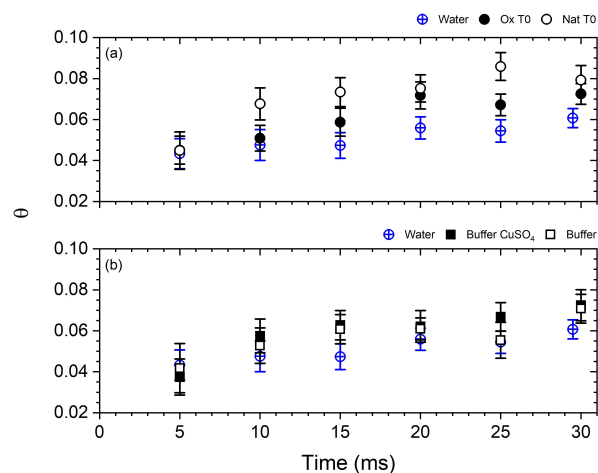 Water Ox T0 Nat T0
0.10
(a)
0.08
0.06
0.04
0.02
θ
Water Buffer CuSO₄ Buffer
0.10
(b)
0.08
0.06
0.04
0.02
0 5 10 15 20 25 30
Time (ms)